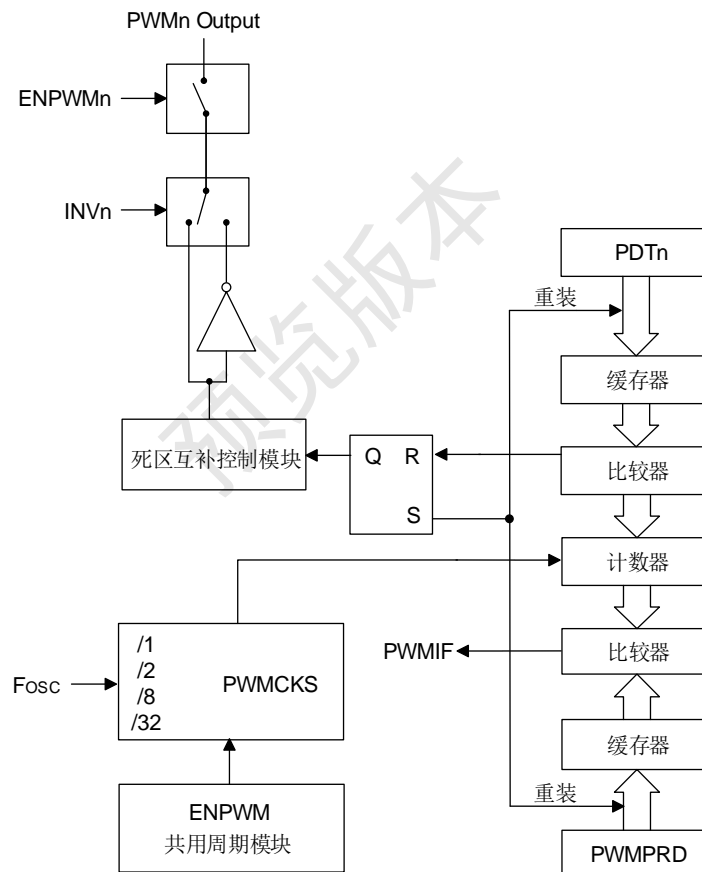 PWMn Output
ENPWMn
INVn
PDTn
重装
缓存器
死区互补控制模块
Q R
S
比较器
计数器
/1
/2
/8
/32
PWMCKS
FOSC
PWMIF
比较器
缓存器
重装
ENPWM
共用周期模块
PWMPRD
预览版本